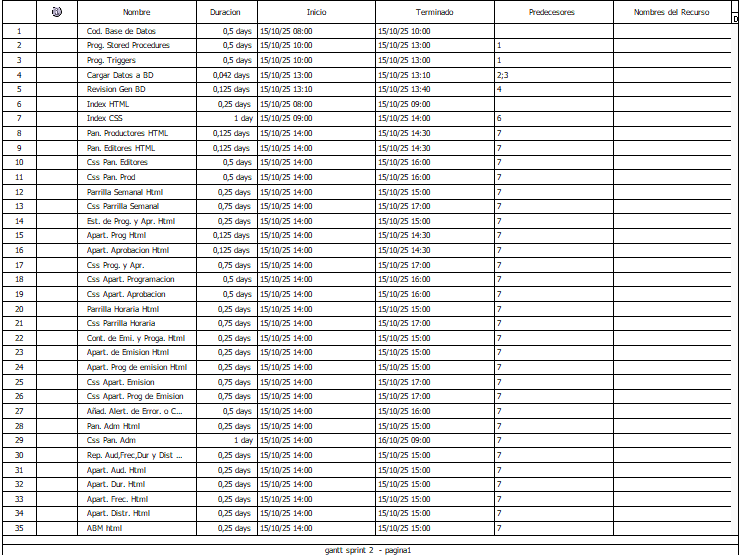 Nombre Duracion Inicio Terminado Predecesores Nombres del Recurso
D
1 Cod. Base de Datos 0,5 days 15/10/25 08:00 15/10/25 10:00
2 Prog. Stored Procedures 0,5 days 15/10/25 10:00 15/10/25 13:00 1
3 Prog. Triggers 0,5 days 15/10/25 10:00 15/10/25 13:00 1
4 Cargar Datos a BD 0,042 days 15/10/25 13:00 15/10/25 13:10 2;3
5 Revision Gen BD 0,125 days 15/10/25 13:10 15/10/25 13:40 4
6 Index HTML 0,25 days 15/10/25 08:00 15/10/25 09:00
7 Index CSS 1 day 15/10/25 09:00 15/10/25 14:00 6
8 Pan. Productores HTML 0,125 days 15/10/25 14:00 15/10/25 14:30 7
9 Pan. Editores HTML 0,125 days 15/10/25 14:00 15/10/25 14:30 7
10 Css Pan. Editores 0,5 days 15/10/25 14:00 15/10/25 16:00 7
11 Css Pan. Prod 0,5 days 15/10/25 14:00 15/10/25 16:00 7
12 Parrilla Semanal Html 0,25 days 15/10/25 14:00 15/10/25 15:00 7
13 Css Parrilla Semanal 0,75 days 15/10/25 14:00 15/10/25 17:00 7
14 Est. de Prog. y Apr. Html 0,25 days 15/10/25 14:00 15/10/25 15:00 7
15 Apart. Prog Html 0,125 days 15/10/25 14:00 15/10/25 14:30 7
16 Apart. Aprobacion Html 0,125 days 15/10/25 14:00 15/10/25 14:30 7
17 Css Prog. y Apr. 0,75 days 15/10/25 14:00 15/10/25 17:00 7
18 Css Apart. Programacion 0,5 days 15/10/25 14:00 15/10/25 16:00 7
19 Css Apart. Aprobacion 0,5 days 15/10/25 14:00 15/10/25 16:00 7
20 Parrilla Horaria Html 0,25 days 15/10/25 14:00 15/10/25 15:00 7
21 Css Parrilla Horaria 0,75 days 15/10/25 14:00 15/10/25 17:00 7
22 Cont. de Emi. y Proga. Html 0,25 days 15/10/25 14:00 15/10/25 15:00 7
23 Apart. de Emision Html 0,25 days 15/10/25 14:00 15/10/25 15:00 7
24 Apart. Prog de emision Html 0,25 days 15/10/25 14:00 15/10/25 15:00 7
25 Css Apart. Emision 0,75 days 15/10/25 14:00 15/10/25 17:00 7
26 Css Apart. Prog de Emision 0,75 days 15/10/25 14:00 15/10/25 17:00 7
27 Añad. Alert. de Error. o C... 0,5 days 15/10/25 14:00 15/10/25 16:00 7
28 Pan. Adm Html 0,25 days 15/10/25 14:00 15/10/25 15:00 7
29 Css Pan. Adm 1 day 15/10/25 14:00 16/10/25 09:00 7
30 Rep. Aud,Frec,Dur y Dist ... 0,25 days 15/10/25 14:00 15/10/25 15:00 7
31 Apart. Aud. Html 0,25 days 15/10/25 14:00 15/10/25 15:00 7
32 Apart. Dur. Html 0,25 days 15/10/25 14:00 15/10/25 15:00 7
33 Apart. Frec. Html 0,25 days 15/10/25 14:00 15/10/25 15:00 7
34 Apart. Distr. Html 0,25 days 15/10/25 14:00 15/10/25 15:00 7
35 ABM html 0,25 days 15/10/25 14:00 15/10/25 15:00 7
gantt sprint 2 - pagina1